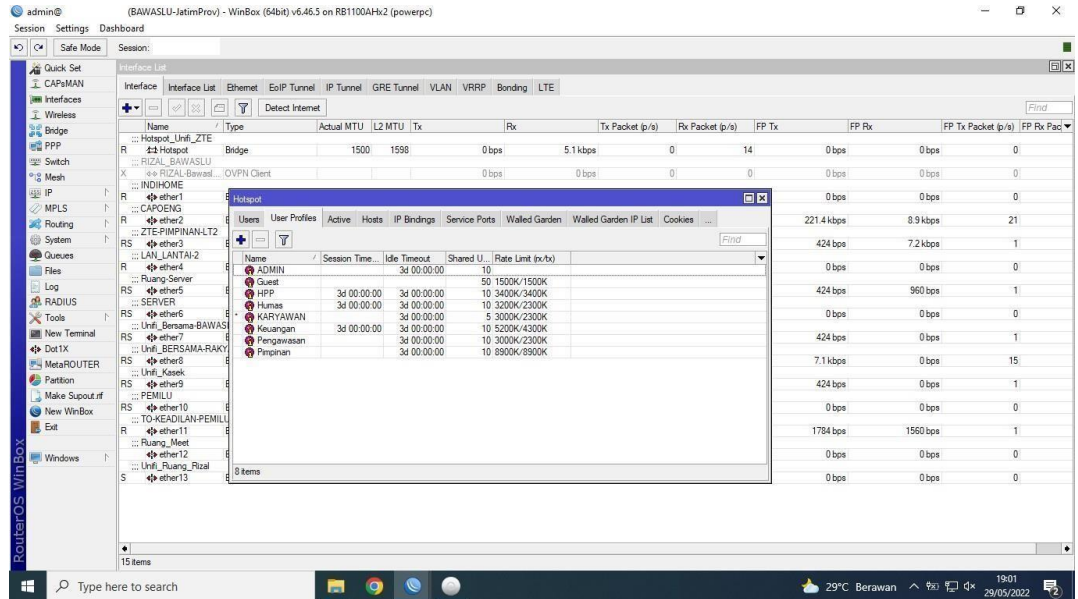 admin@ (BAWASLU-JatimProv) - WinBox (64bit) v6.46.5 on RB1100AHx2 (powerpc)
Session Settings Dashboard
Safe Mode Session:
Quick Set
CAPsMAN
Interfaces
Wireless
Bridge
PPP
Switch
Mesh
IP
MPLS
Routing
System
Queues
Files
Log
RADIUS
Tools
New Terminal
Dot1X
MetaROUTER
Partition
Make Supout.rif
New WinBox
Exit
Windows
RouterOS WinBox
Interface List
Interface Interface List Ethernet EoIP Tunnel IP Tunnel GRE Tunnel VLAN VRRP Bonding LTE
Detect Internet Find
Name Type Actual MTU L2 MTU Tx Rx Tx Packet (p/s) Rx Packet (p/s) FP Tx FP Rx FP Tx Packet (p/s) FP Rx Pac
;;; Hotspot_Unifi_ZTE
R Hotspot Bridge 1500 1598 0 bps 5.1 kbps 0 14 0 bps 0 bps 0
;;; RIZAL_BAWASLU
X RIZAL-Bawasl... OVPN Client 0 bps 0 bps 0 0 0 bps 0 bps 0
;;; INDIHOME
R ether1 0 bps 0 bps 0
;;; CAPOENG
R ether2 221.4 kbps 8.9 kbps 21
;;; ZTE-PIMPINAN-LT2
RS ether3 424 bps 7.2 kbps 1
;;; LAN_LANTAI-2
R ether4 0 bps 0 bps 0
;;; Ruang-Server
RS ether5 424 bps 960 bps 1
;;; SERVER
RS ether6 0 bps 0 bps 0
;;; Unifi_Bersama-BAWASL
RS ether7 424 bps 0 bps 1
;;; Unifi_BERSAMA-RAKY
RS ether8 7.1 kbps 0 bps 15
;;; Unifi_Kasek
RS ether9 424 bps 0 bps 1
;;; PEMILU
RS ether10 0 bps 0 bps 0
;;; TO-KEADILAN-PEMILU
R ether11 1784 bps 1560 bps 1
;;; Ruang_Meet
ether12 0 bps 0 bps 0
;;; Unifi_Ruang_Rizal
S ether13 0 bps 0 bps 0
15 items
Hotspot
Users User Profiles Active Hosts IP Bindings Service Ports Walled Garden Walled Garden IP List Cookies ...
Find
Name Session Time... Idle Timeout Shared U... Rate Limit (rx/tx)
ADMIN 3d 00:00:00 10
Guest 50 1500K/1500K
HPP 3d 00:00:00 3d 00:00:00 10 3400K/3400K
Humas 3d 00:00:00 3d 00:00:00 10 3200K/2300K
* KARYAWAN 3d 00:00:00 5 3000K/2300K
Keuangan 3d 00:00:00 3d 00:00:00 10 5200K/4300K
Pengawasan 3d 00:00:00 10 3000K/2300K
Pimpinan 3d 00:00:00 10 8900K/8900K
8 items
Type here to search
29°C Berawan
19:01
29/05/2022
2